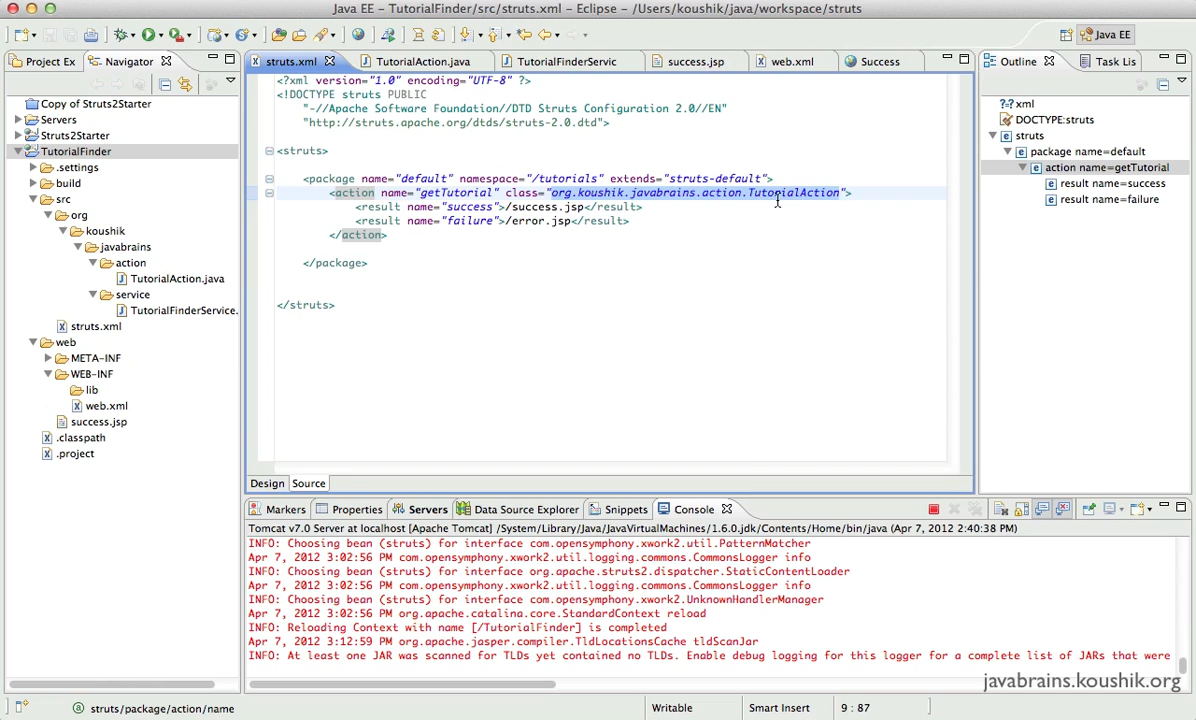 Java EE - TutorialFinder/src/struts.xml - Eclipse - /Users/koushik/java/workspace/struts
Java EE
Project Ex
Navigator
struts.xml
TutorialAction.java
TutorialFinderServic
success.jsp
web.xml
Success
Outline
Task Lis
Copy of Struts2Starter
Servers
Struts2Starter
TutorialFinder
.settings
build
src
org
koushik
javabrains
action
TutorialAction.java
service
TutorialFinderService.
struts.xml
web
META-INF
WEB-INF
lib
web.xml
success.jsp
.classpath
.project
<?xml version="1.0" encoding="UTF-8" ?>
<!DOCTYPE struts PUBLIC
"-//Apache Software Foundation//DTD Struts Configuration 2.0//EN"
"http://struts.apache.org/dtds/struts-2.0.dtd">
<struts>
<package name="default" namespace="/tutorials" extends="struts-default">
<action name="getTutorial" class="org.koushik.javabrains.action.TutorialAction">
<result name="success">/success.jsp</result>
<result name="failure">/error.jsp</result>
</action>
</package>
</struts>
Design
Source
xml
DOCTYPE:struts
struts
package name=default
action name=getTutorial
result name=success
result name=failure
Markers
Properties
Servers
Data Source Explorer
Snippets
Console
Tomcat v7.0 Server at localhost [Apache Tomcat] /System/Library/Java/JavaVirtualMachines/1.6.0.jdk/Contents/Home/bin/java (Apr 7, 2012 2:40:38 PM)
INFO: Choosing bean (struts) for interface com.opensymphony.xwork2.util.PatternMatcher
Apr 7, 2012 3:02:56 PM com.opensymphony.xwork2.util.logging.commons.CommonsLogger info
INFO: Choosing bean (struts) for interface org.apache.struts2.dispatcher.StaticContentLoader
Apr 7, 2012 3:02:56 PM com.opensymphony.xwork2.util.logging.commons.CommonsLogger info
INFO: Choosing bean (struts) for interface com.opensymphony.xwork2.UnknownHandlerManager
Apr 7, 2012 3:02:56 PM org.apache.catalina.core.StandardContext reload
INFO: Reloading Context with name [/TutorialFinder] is completed
Apr 7, 2012 3:12:59 PM org.apache.jasper.compiler.TldLocationsCache tldScanJar
INFO: At least one JAR was scanned for TLDs yet contained no TLDs. Enable debug logging for this logger for a complete list of JARs that were
javabrains.koushik.org
struts/package/action/name
Writable
Smart Insert
9 : 87